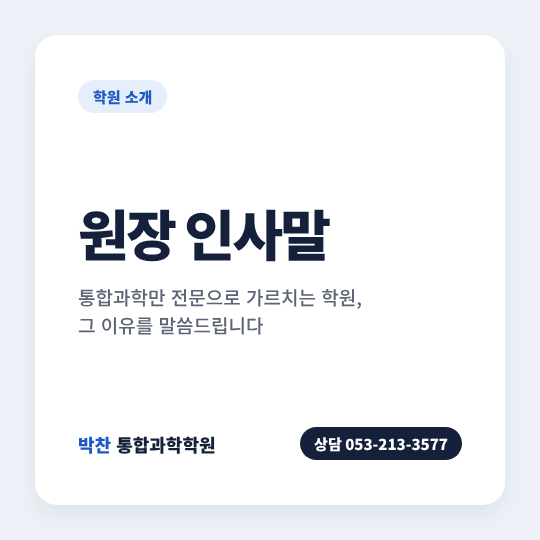 학원 소개
원장 인사말
통합과학만 전문으로 가르치는 학원,
그 이유를 말씀드립니다
박찬 통합과학학원
상담 053-213-3577